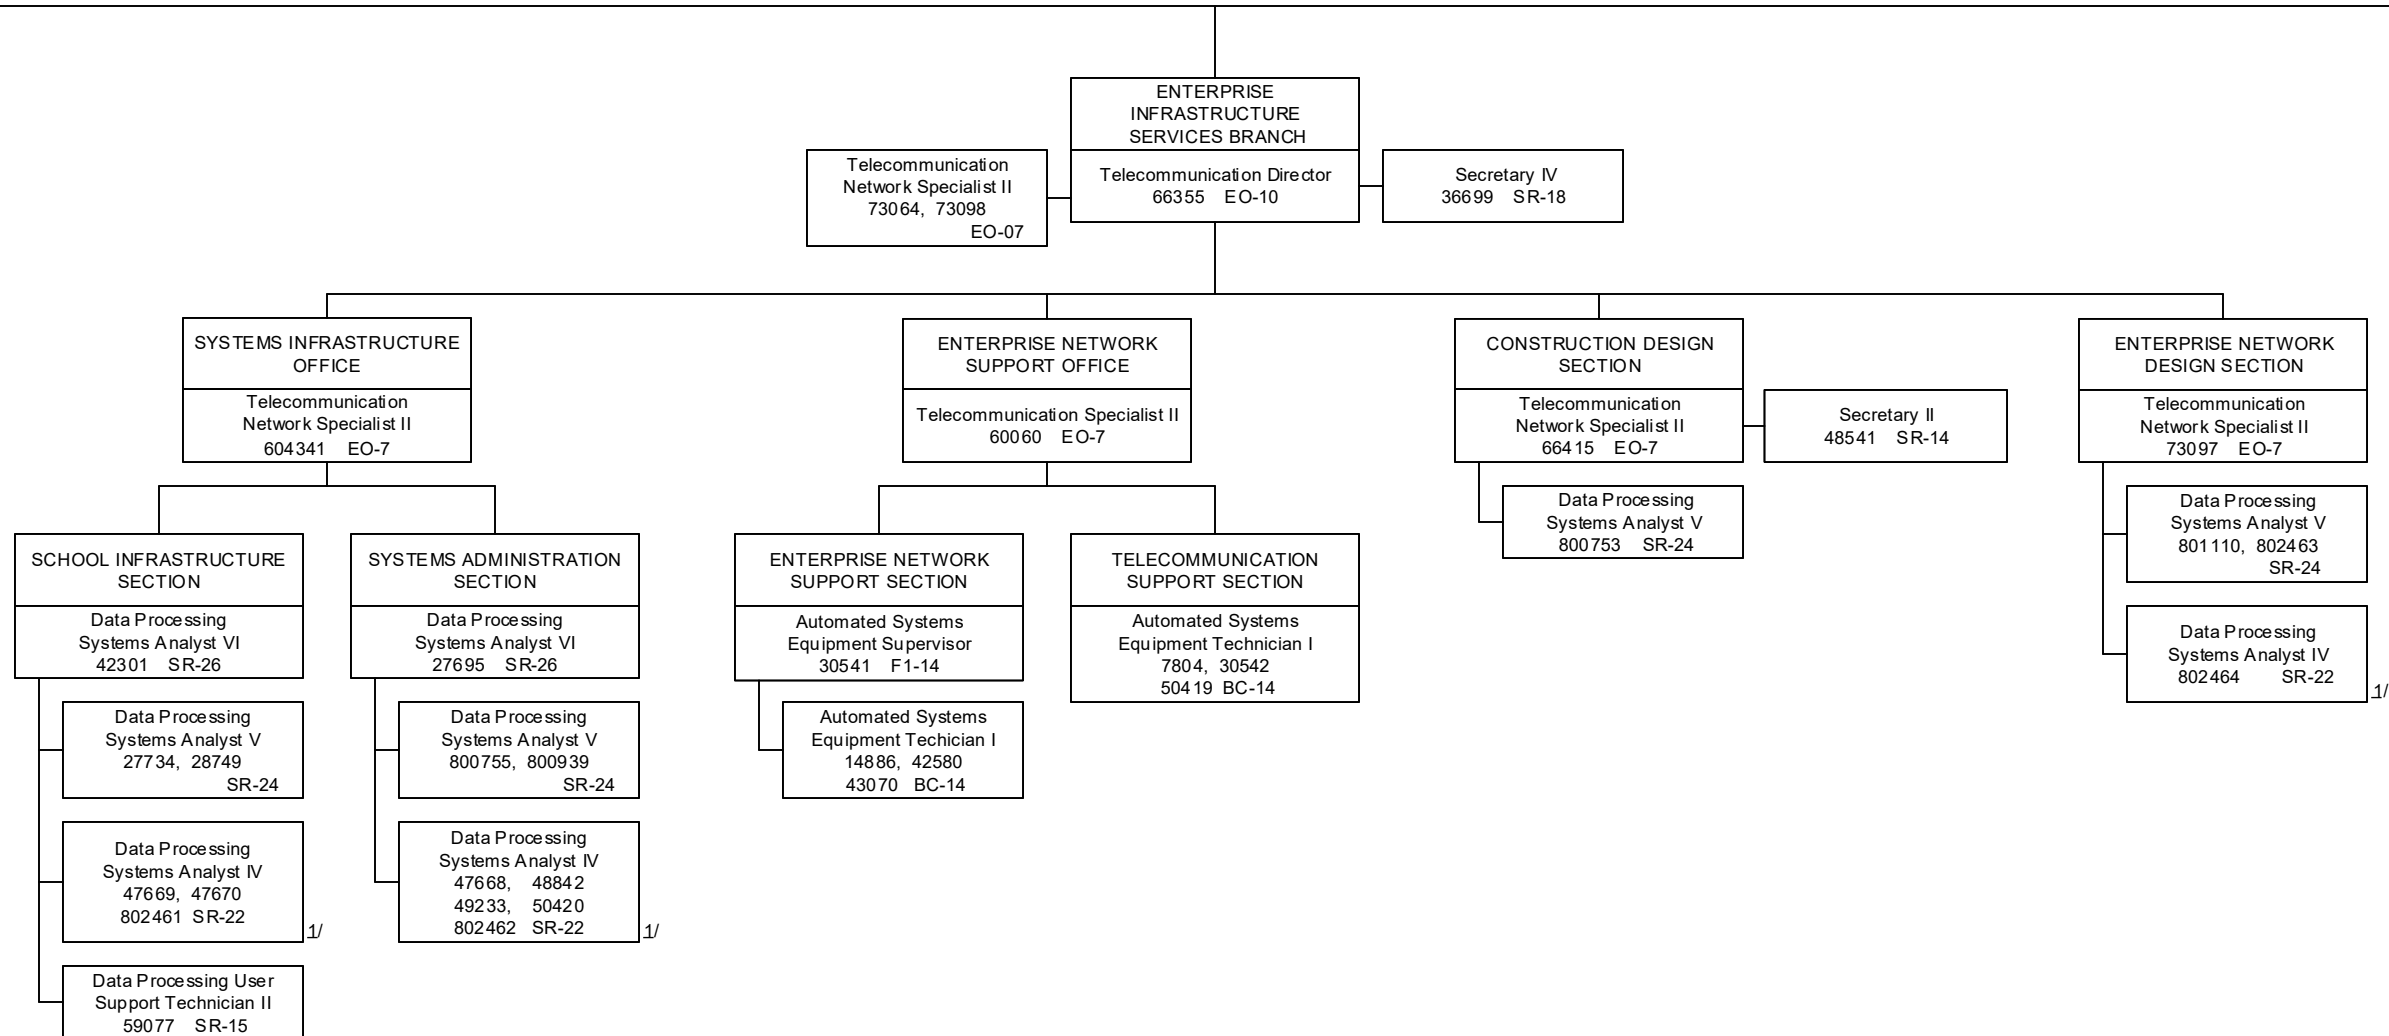 ENTERPRISE
INFRASTRUCTURE
SERVICES BRANCH
Telecommunication
Network Specialist II
73064, 73098
EO-07
Telecommunication Director
66355 EO-10
Secretary IV
36699 SR-18
SYSTEMS INFRASTRUCTURE
OFFICE
Telecommunication
Network Specialist II
604341 EO-7
ENTERPRISE NETWORK
SUPPORT OFFICE
Telecommunication Specialist II
60060 EO-7
CONSTRUCTION DESIGN
SECTION
Telecommunication
Network Specialist II
66415 EO-7
Secretary II
48541 SR-14
ENTERPRISE NETWORK
DESIGN SECTION
Telecommunication
Network Specialist II
73097 EO-7
SCHOOL INFRASTRUCTURE
SECTION
Data Processing
Systems Analyst VI
42301 SR-26
Data Processing
Systems Analyst V
27734, 28749
SR-24
Data Processing
Systems Analyst IV
47669, 47670
802461 SR-22
1/
Data Processing User
Support Technician II
59077 SR-15
SYSTEMS ADMINISTRATION
SECTION
Data Processing
Systems Analyst VI
27695 SR-26
Data Processing
Systems Analyst V
800755, 800939
SR-24
Data Processing
Systems Analyst IV
47668, 48842
49233, 50420
802462 SR-22
1/
ENTERPRISE NETWORK
SUPPORT SECTION
Automated Systems
Equipment Supervisor
30541 F1-14
Automated Systems
Equipment Techician I
14886, 42580
43070 BC-14
TELECOMMUNICATION
SUPPORT SECTION
Automated Systems
Equipment Technician I
7804, 30542
50419 BC-14
Data Processing
Systems Analyst V
800753 SR-24
Data Processing
Systems Analyst V
801110, 802463
SR-24
Data Processing
Systems Analyst IV
802464 SR-22
1/